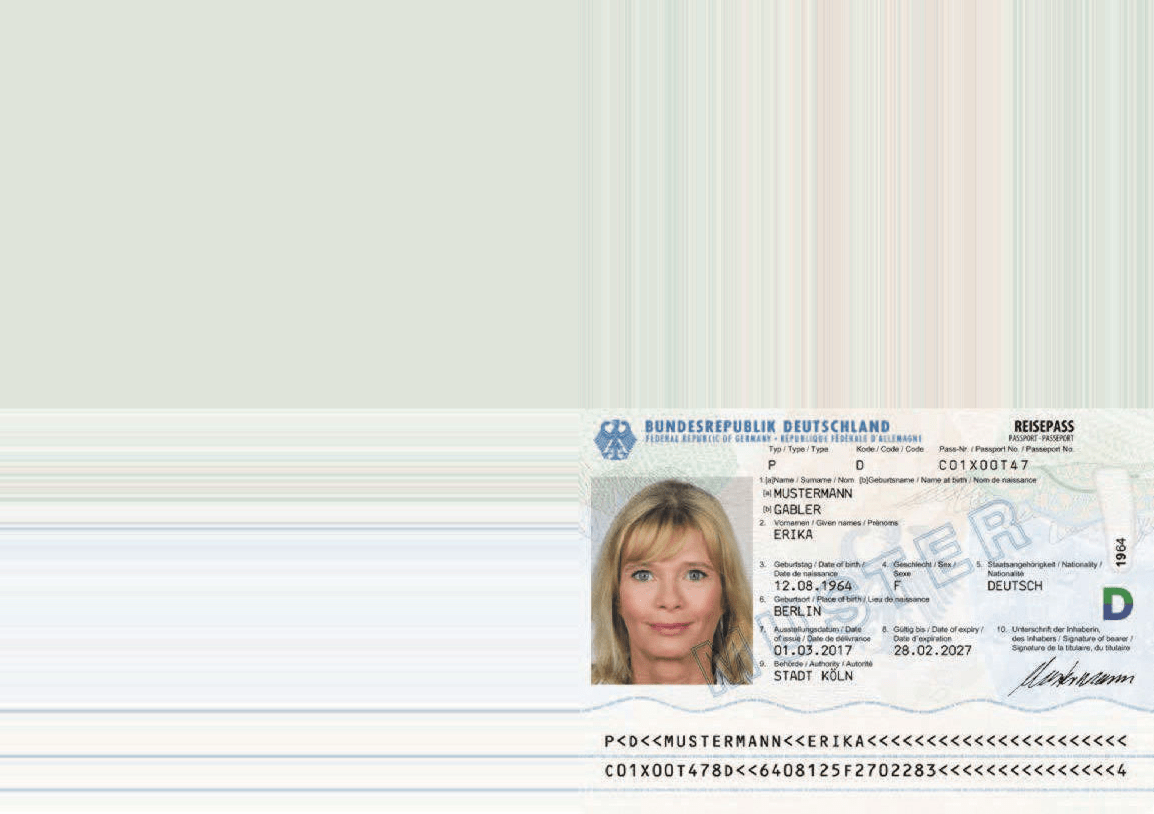 BUNDESREPUBLIK DEUTSCHLAND
FEDERAL REPUBLIC OF GERMANY • RÉPUBLIQUE FÉDÉRALE D'ALLEMAGNE
REISEPASS
PASSPORT · PASSEPORT
Typ / Type / Type Kode / Code / Code Pass-Nr. / Passport No. / Passeport No.
P D C01X00T47
1.[a]Name / Surname / Nom [b]Geburtsname / Name at birth / Nom de naissance
[a] MUSTERMANN
[b] GABLER
2. Vornamen / Given names / Prénoms
ERIKA
3. Geburtstag / Date of birth / Date de naissance
12.08.1964
4. Geschlecht / Sex / Sexe
F
5. Staatsangehörigkeit / Nationality / Nationalité
DEUTSCH
1964
6. Geburtsort / Place of birth / Lieu de naissance
BERLIN
D
7. Ausstellungsdatum / Date of issue / Date de délivrance
01.03.2017
8. Gültig bis / Date of expiry / Date d'expiration
28.02.2027
10. Unterschrift der Inhaberin, des Inhabers / Signature of bearer / Signature de la titulaire, du titulaire
Mustermann
9. Behörde / Authority / Autorité
STADT KÖLN
MUSTER
P<D<<MUSTERMANN<<ERIKA<<<<<<<<<<<<<<<<<<<<<<
C01X00T478D<<6408125F2702283<<<<<<<<<<<<<<<4